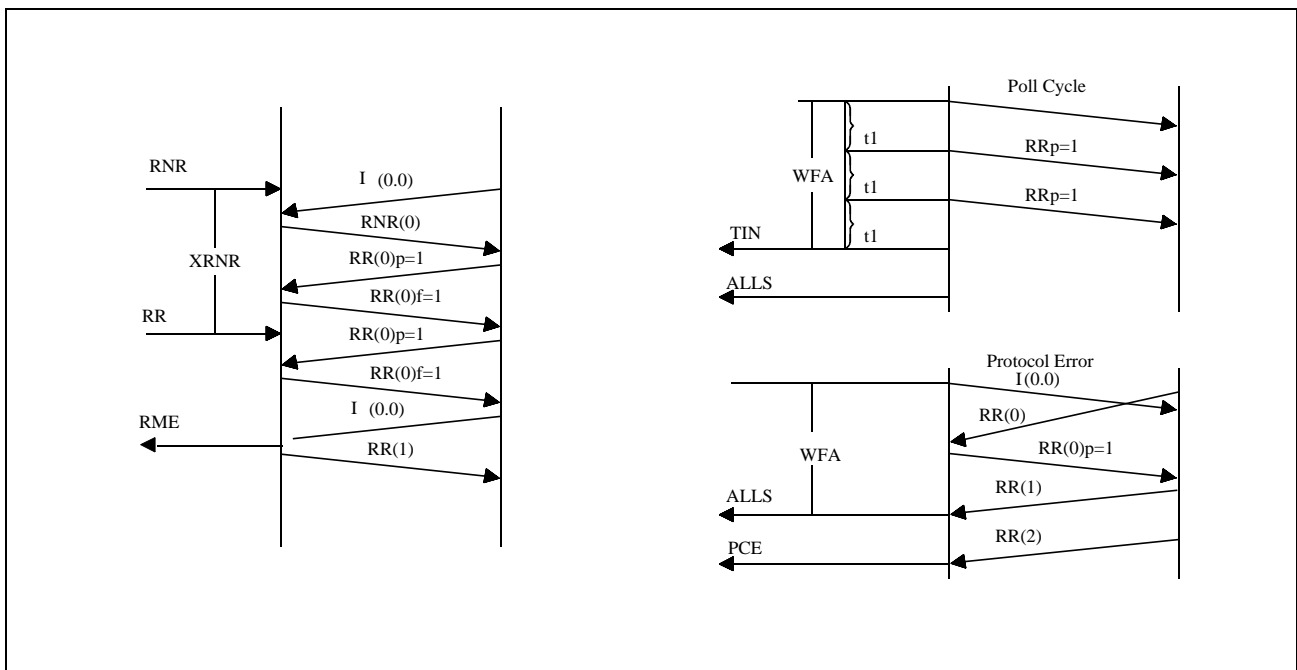 RNR
I (0.0)
RNR(0)
RR(0)p=1
XRNR
RR(0)f=1
RR
RR(0)p=1
RR(0)f=1
I (0.0)
RME
RR(1)
Poll Cycle
t1
RRp=1
WFA
t1
RRp=1
TIN
t1
ALLS
Protocol Error
I(0.0)
RR(0)
RR(0)p=1
WFA
RR(1)
ALLS
RR(2)
PCE